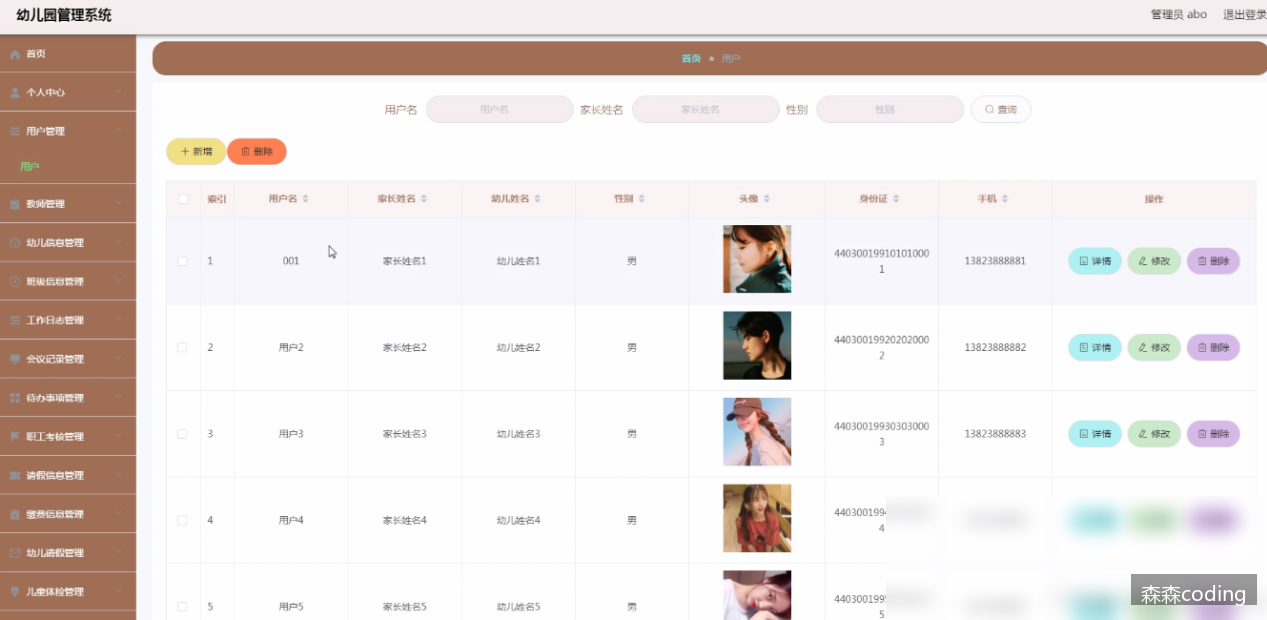 幼儿园管理系统
管理员 abo 退出登录
首页
个人中心
用户管理
用户
教师管理
幼儿信息管理
班级信息管理
工作日志管理
会议记录管理
待办事项管理
职工考核管理
请假信息管理
缴费信息管理
幼儿请假管理
儿童体检管理
首页 用户
用户名 用户名 家长姓名 家长姓名 性别 性别 查询
+ 新增 删除
索引 用户名 家长姓名 幼儿姓名 性别 头像 身份证 手机 操作
1 001 家长姓名1 幼儿姓名1 男 44030019910101000
1
13823888881 详情 修改 删除
2 用户2 家长姓名2 幼儿姓名2 男 44030019920202000
2
13823888882 详情 修改 删除
3 用户3 家长姓名3 幼儿姓名3 男 44030019930303000
3
13823888883 详情 修改 删除
4 用户4 家长姓名4 幼儿姓名4 男 440300199
4
5 用户5 家长姓名5 幼儿姓名5 男 440300199
5
森森coding